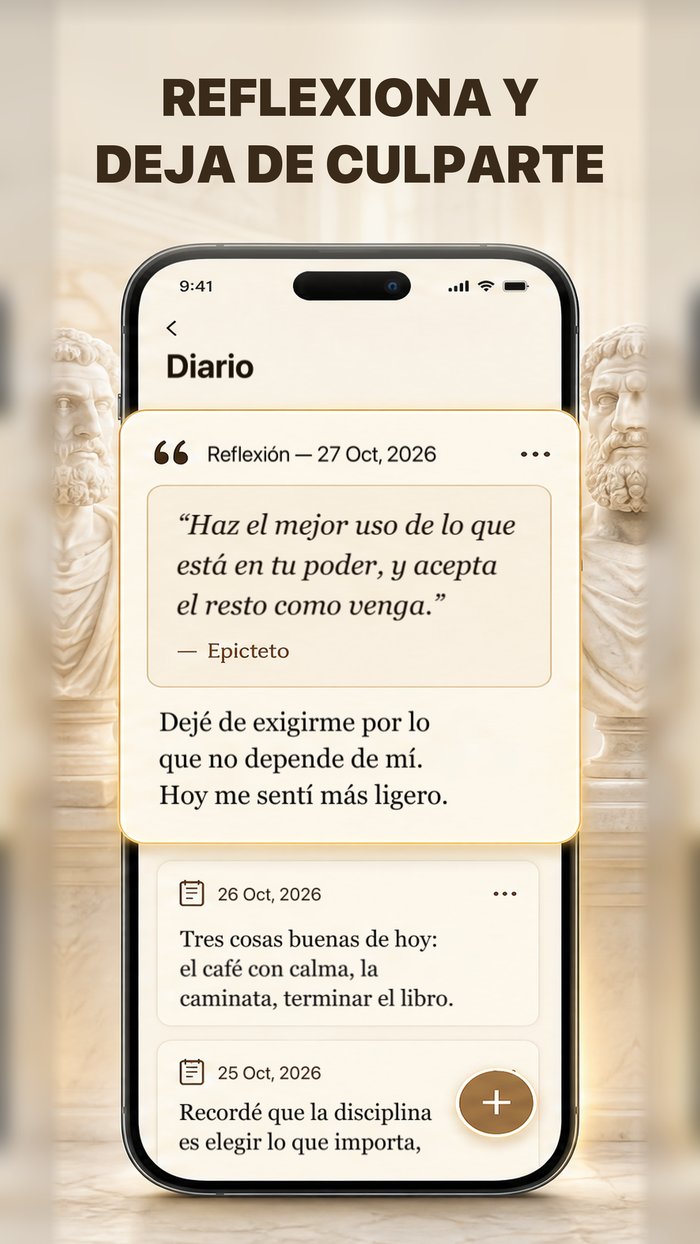 REFLEXIONA Y
DEJA DE CULPARTE
9:41
Diario
Reflexión — 27 Oct, 2026
“Haz el mejor uso de lo que
está en tu poder, y acepta
el resto como venga.”
— Epicteto
Dejé de exigirme por lo
que no depende de mí.
Hoy me sentí más ligero.
26 Oct, 2026
Tres cosas buenas de hoy:
el café con calma, la
caminata, terminar el libro.
25 Oct, 2026
Recordé que la disciplina
es elegir lo que importa,